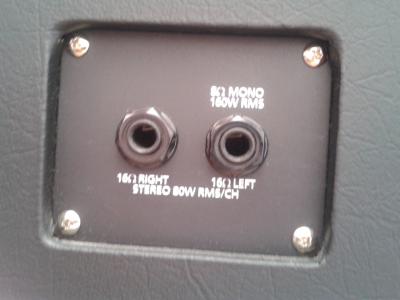 8Ω MONO
160W RMS
16Ω RIGHT
16Ω LEFT
STEREO 80W RMS/CH